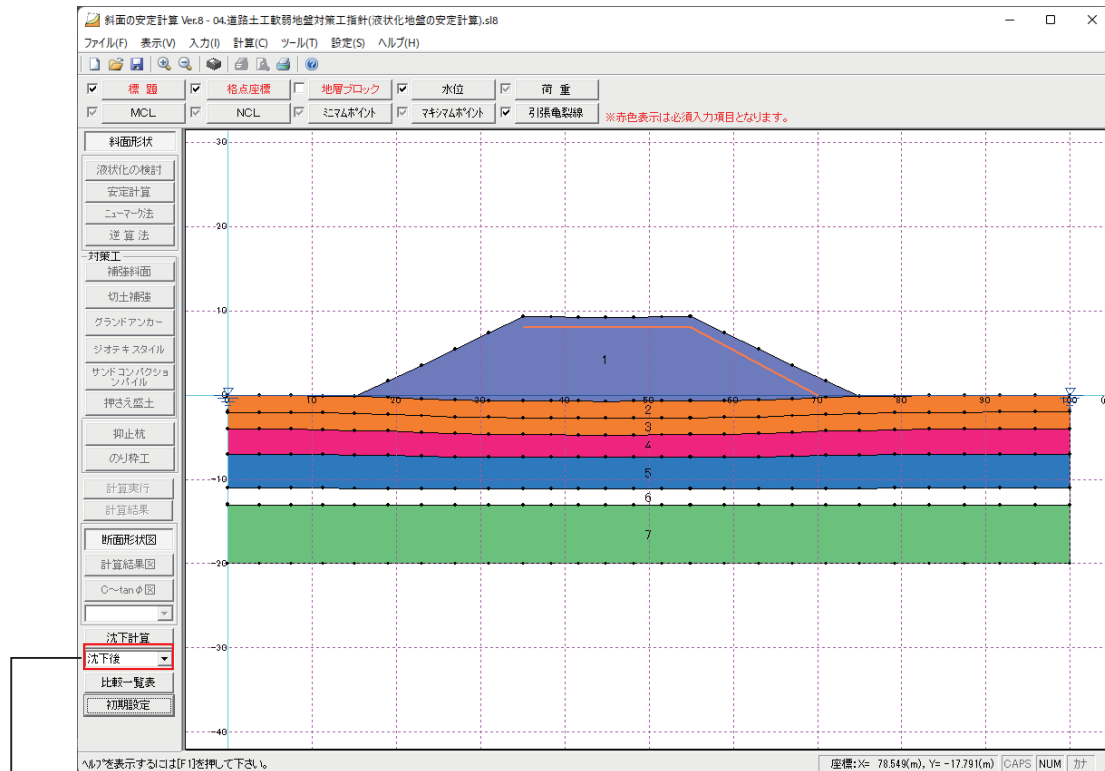 斜面の安定計算 Ver.8 - 04.道路土工軟弱地盤対策工指針(液状化地盤の安定計算).sl8
ファイル(F) 表示(V) 入力(I) 計算(C) ツール(T) 設定(S) ヘルプ(H)
標 題 格点座標 地層ブロック 水位 荷 重
MCL NCL ミニマムポイント マキシマムポイント 引張亀裂線 ※赤色表示は必須入力項目となります。
斜面形状
液状化の検討
安定計算
ニューマーク法
逆 算 法
対策工
補強斜面
切土補強
グランドアンカー
ジオテキスタイル
サンドコンパクションパイル
押さえ盛土
抑止杭
のり枠工
計算実行
計算結果
断面形状図
計算結果図
C～tanφ図
沈下計算
沈下後
比較一覧表
初期設定
30
20
10
0 10 20 30 40 50 60 70 80 90 100
-10
-20
-30
-40
1
2
3
4
5
6
7
ヘルプを表示するには[F1]を押して下さい。
座標:X= 78.549(m), Y= -17.791(m) CAPS NUM カナ